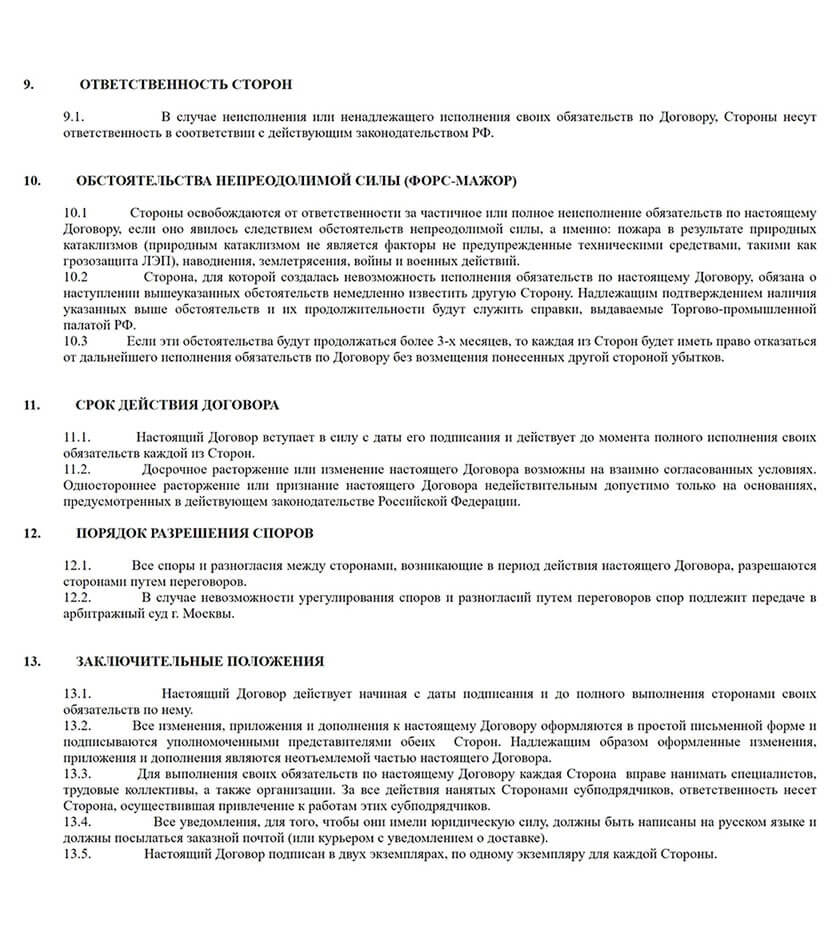 9. ОТВЕТСТВЕННОСТЬ СТОРОН
9.1. В случае неисполнения или ненадлежащего исполнения своих обязательств по Договору, Стороны несут
ответственность в соответствии с действующим законодательством РФ.
10. ОБСТОЯТЕЛЬСТВА НЕПРЕОДОЛИМОЙ СИЛЫ (ФОРС-МАЖОР)
10.1 Стороны освобождаются от ответственности за частичное или полное неисполнение обязательств по настоящему
Договору, если оно явилось следствием обстоятельств непреодолимой силы, а именно: пожара в результате природных
катаклизмов (природным катаклизмом не является факторы не предупрежденные техническими средствами, такими как
грозозащита ЛЭП), наводнения, землетрясения, войны и военных действий.
10.2 Сторона, для которой создалась невозможность исполнения обязательств по настоящему Договору, обязана о
наступлении вышеуказанных обстоятельств немедленно известить другую Сторону. Надлежащим подтверждением наличия
указанных выше обстоятельств и их продолжительности будут служить справки, выдаваемые Торгово-промышленной
палатой РФ.
10.3 Если эти обстоятельства будут продолжаться более 3-х месяцев, то каждая из Сторон будет иметь право отказаться
от дальнейшего исполнения обязательств по Договору без возмещения понесенных другой стороной убытков.
11. СРОК ДЕЙСТВИЯ ДОГОВОРА
11.1. Настоящий Договор вступает в силу с даты его подписания и действует до момента полного исполнения своих
обязательств каждой из Сторон.
11.2. Досрочное расторжение или изменение настоящего Договора возможны на взаимно согласованных условиях.
Одностороннее расторжение или признание настоящего Договора недействительным допустимо только на основаниях,
предусмотренных в действующем законодательстве Российской Федерации.
12. ПОРЯДОК РАЗРЕШЕНИЯ СПОРОВ
12.1. Все споры и разногласия между сторонами, возникающие в период действия настоящего Договора, разрешаются
сторонами путем переговоров.
12.2. В случае невозможности урегулирования споров и разногласий путем переговоров спор подлежит передаче в
арбитражный суд г. Москвы.
13. ЗАКЛЮЧИТЕЛЬНЫЕ ПОЛОЖЕНИЯ
13.1. Настоящий Договор действует начиная с даты подписания и до полного выполнения сторонами своих
обязательств по нему.
13.2. Все изменения, приложения и дополнения к настоящему Договору оформляются в простой письменной форме и
подписываются уполномоченными представителями обеих Сторон. Надлежащим образом оформленные изменения,
приложения и дополнения являются неотъемлемой частью настоящего Договора.
13.3. Для выполнения своих обязательств по настоящему Договору каждая Сторона вправе нанимать специалистов,
трудовые коллективы, а также организации. За все действия нанятых Сторонами субподрядчиков, ответственность несет
Сторона, осуществившая привлечение к работам этих субподрядчиков.
13.4. Все уведомления, для того, чтобы они имели юридическую силу, должны быть написаны на русском языке и
должны посылаться заказной почтой (или курьером с уведомлением о доставке).
13.5. Настоящий Договор подписан в двух экземплярах, по одному экземпляру для каждой Стороны.